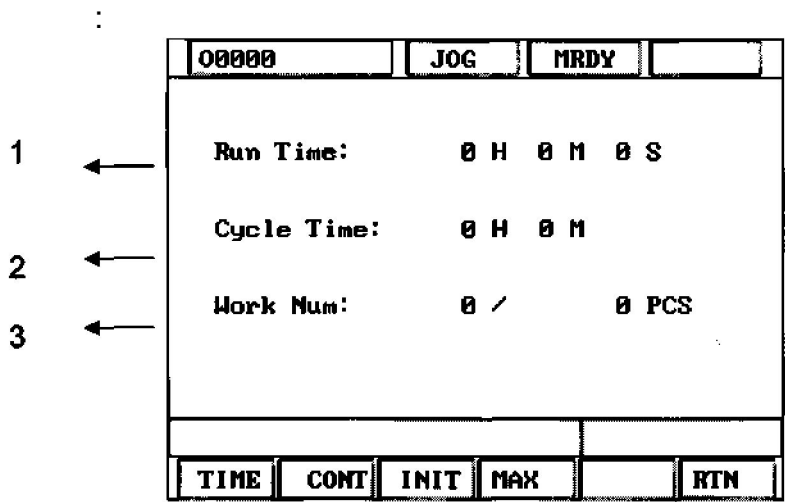 :
O0000 JOG MRDY
1 Run Time: 0 H 0 M 0 S
2 Cycle Time: 0 H 0 M
3 Work Num: 0 / 0 PCS
TIME CONT INIT MAX RTN